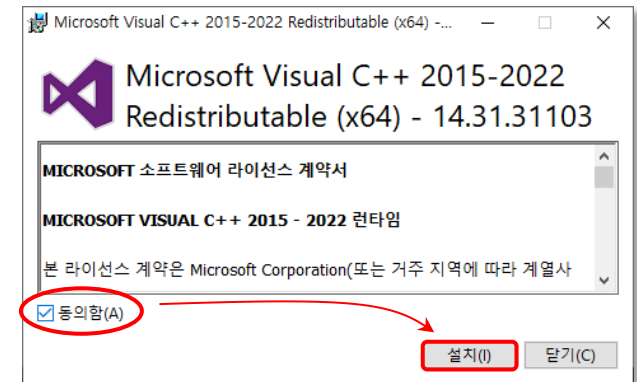 Microsoft Visual C++ 2015-2022 Redistributable (x64) -...
Microsoft Visual C++ 2015-2022
Redistributable (x64) - 14.31.31103
MICROSOFT 소프트웨어 라이선스 계약서
MICROSOFT VISUAL C++ 2015 - 2022 런타임
본 라이선스 계약은 Microsoft Corporation(또는 거주 지역에 따라 계열사
동의함(A)
설치(I) 닫기(C)